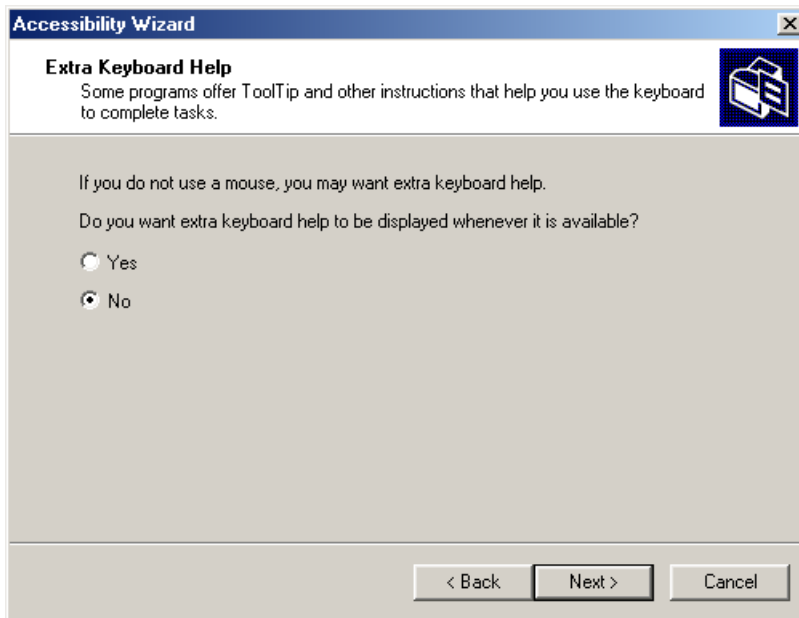 Accessibility Wizard
Extra Keyboard Help
Some programs offer ToolTip and other instructions that help you use the keyboard
to complete tasks.
If you do not use a mouse, you may want extra keyboard help.
Do you want extra keyboard help to be displayed whenever it is available?
Yes
No
< Back Next > Cancel